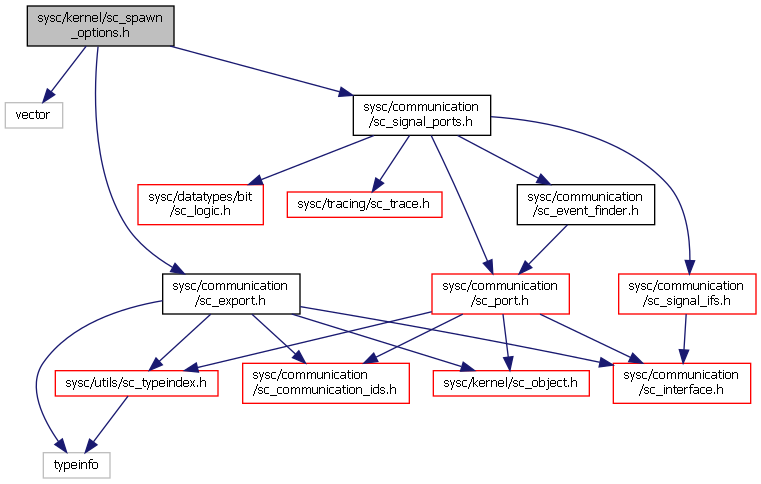 sysc/kernel/sc_spawn
_options.h
vector
sysc/communication
/sc_signal_ports.h
sysc/datatypes/bit
/sc_logic.h
sysc/tracing/sc_trace.h
sysc/communication
/sc_event_finder.h
sysc/communication
/sc_export.h
sysc/communication
/sc_port.h
sysc/communication
/sc_signal_ifs.h
sysc/utils/sc_typeindex.h
sysc/communication
/sc_communication_ids.h
sysc/kernel/sc_object.h
sysc/communication
/sc_interface.h
typeinfo